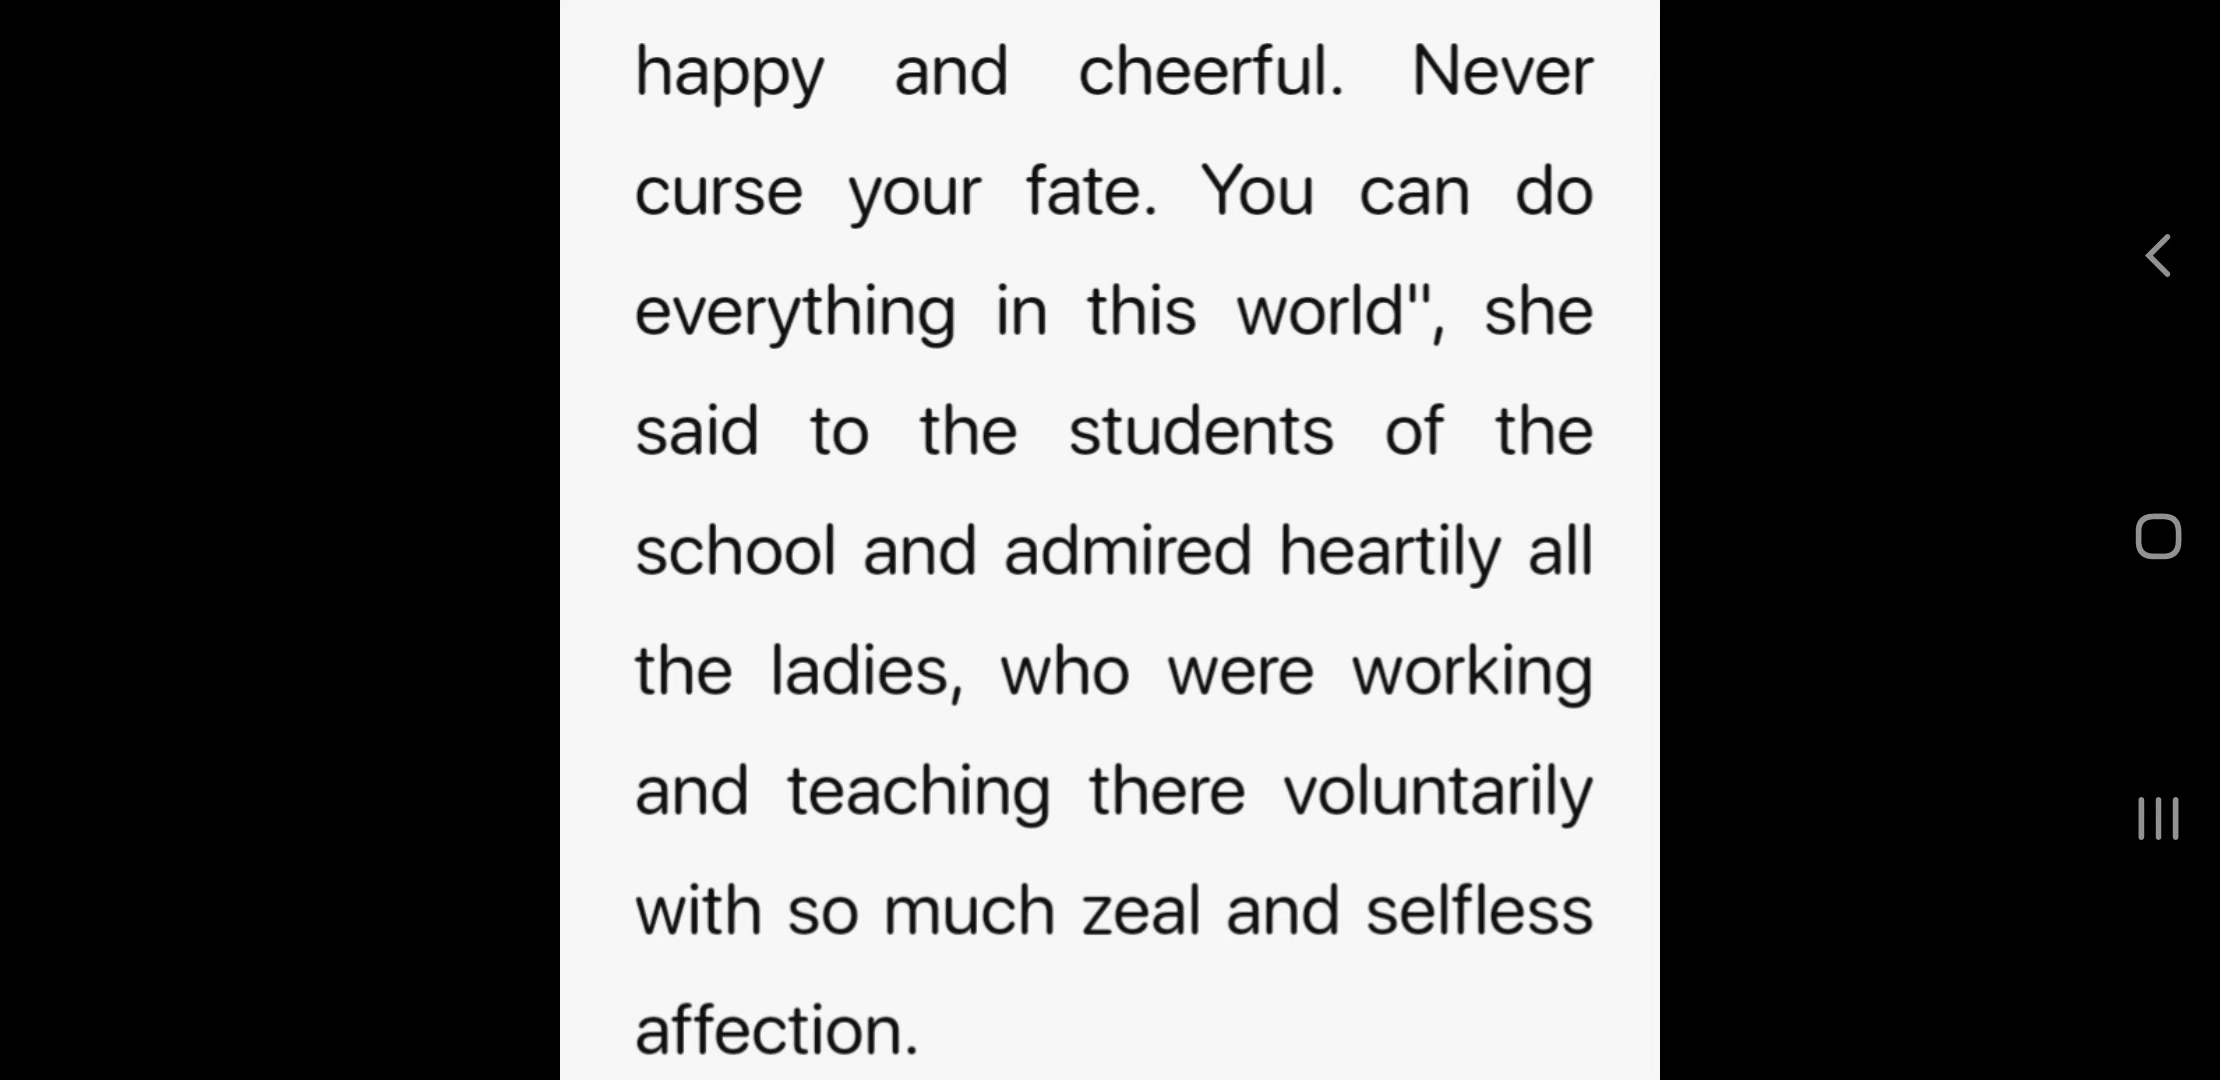 happy and cheerful. Never
curse your fate. You can do
everything in this world", she
said to the students of the
school and admired heartily all
the ladies, who were working
and teaching there voluntarily
with so much zeal and selfless
affection.